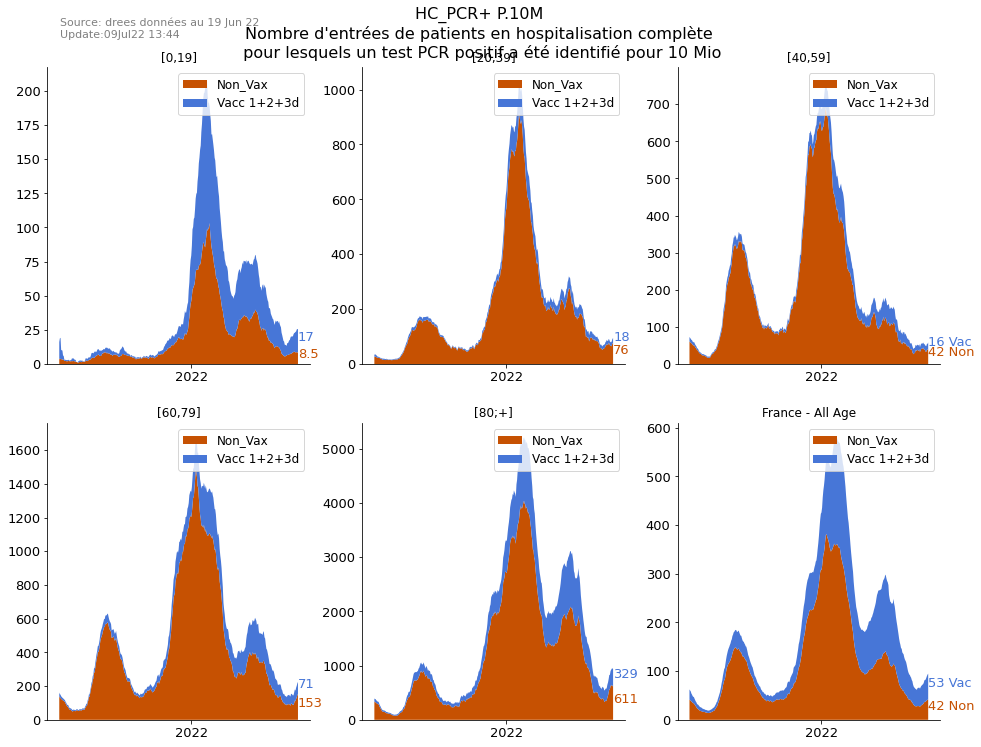 HC_PCR+ P.10M
Source: drees données au 19 Jun 22
Update:09Jul22 13:44
Nombre d'entrées de patients en hospitalisation complète
pour lesquels un test PCR positif a été identifié pour 10 Mio
[0,19]
Non_Vax
Vacc 1+2+3d
200
175
150
125
100
75
50
25
0
17
8.5
2022
[20,39]
Non_Vax
Vacc 1+2+3d
1000
800
600
400
200
0
18
76
2022
[40,59]
Non_Vax
Vacc 1+2+3d
700
600
500
400
300
200
100
0
16 Vac
42 Non
2022
[60,79]
Non_Vax
Vacc 1+2+3d
1600
1400
1200
1000
800
600
400
200
0
71
153
2022
[80;+]
Non_Vax
Vacc 1+2+3d
5000
4000
3000
2000
1000
0
329
611
2022
France - All Age
Non_Vax
Vacc 1+2+3d
600
500
400
300
200
100
0
53 Vac
42 Non
2022